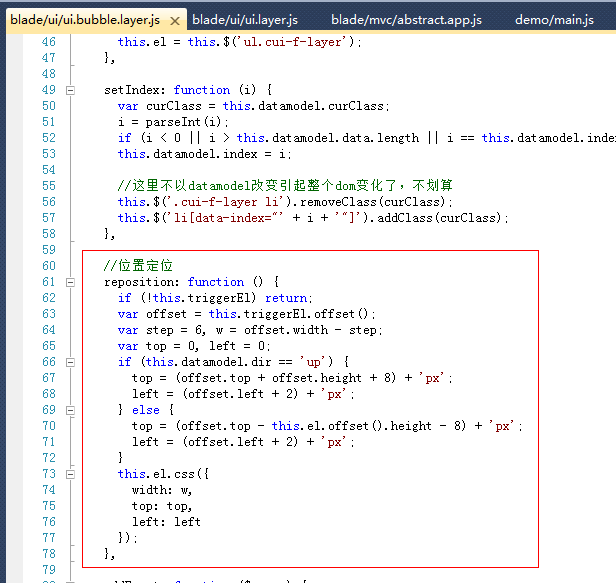 blade/ui/ui.bubble.layer.js × blade/ui/ui.layer.js blade/mvc/abstract.app.js demo/main.js
46 this.el = this.$('ul.cui-f-layer');
47 },
48
49 setIndex: function (i) {
50 var curClass = this.datamodel.curClass;
51 i = parseInt(i);
52 if (i < 0 || i > this.datamodel.data.length || i == this.datamodel.inde
53 this.datamodel.index = i;
54
55 //这里不以datamodel改变引起整个dom变化了，不划算
56 this.$('.cui-f-layer li').removeClass(curClass);
57 this.$('li[data-index="' + i + '"]').addClass(curClass);
58 },
59
60 //位置定位
61 reposition: function () {
62 if (!this.triggerEl) return;
63 var offset = this.triggerEl.offset();
64 var step = 6, w = offset.width - step;
65 var top = 0, left = 0;
66 if (this.datamodel.dir == 'up') {
67 top = (offset.top + offset.height + 8) + 'px';
68 left = (offset.left + 2) + 'px';
69 } else {
70 top = (offset.top - this.el.offset().height - 8) + 'px';
71 left = (offset.left + 2) + 'px';
72 }
73 this.el.css({
74 width: w,
75 top: top,
76 left: left
77 });
78 },
79